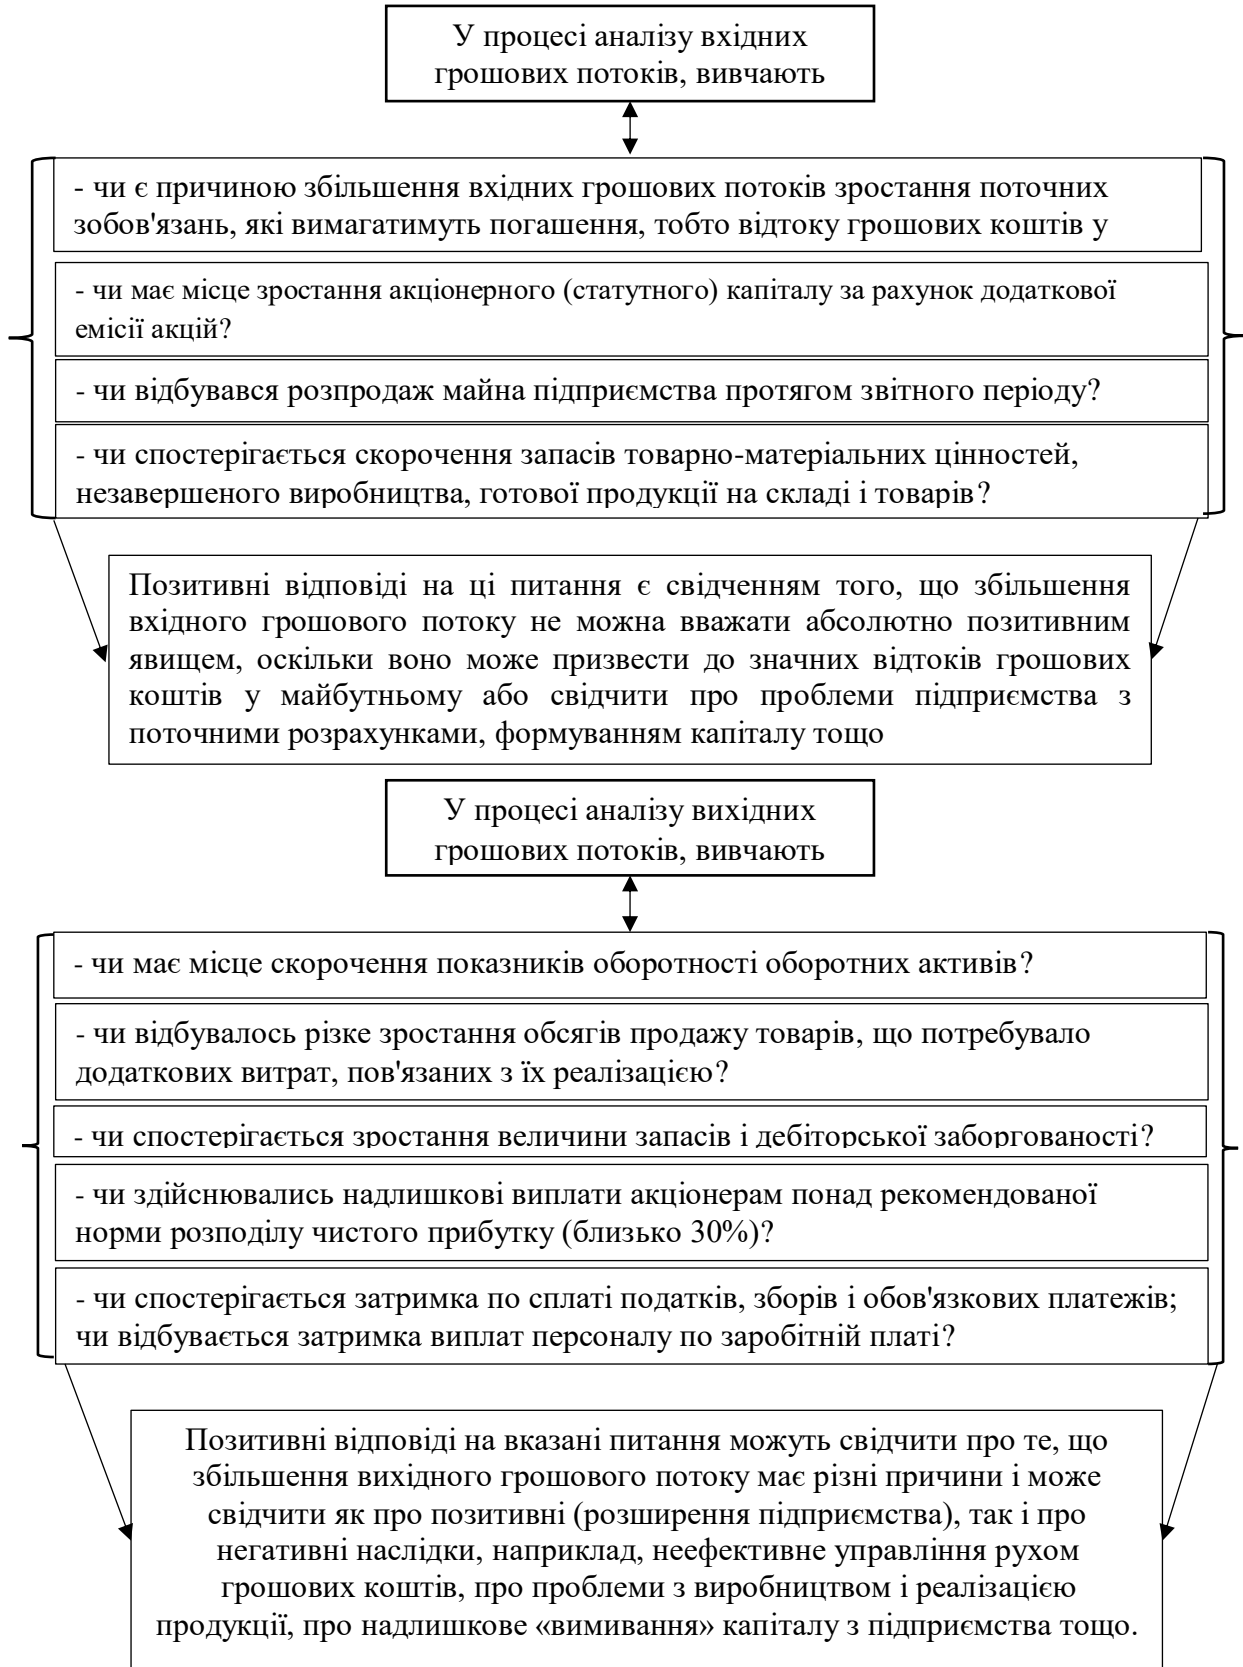 У процесі аналізу вхідних
грошових потоків, вивчають
- чи є причиною збільшення вхідних грошових потоків зростання поточних
зобов'язань, які вимагатимуть погашення, тобто відтоку грошових коштів у
- чи має місце зростання акціонерного (статутного) капіталу за рахунок додаткової
емісії акцій?
- чи відбувався розпродаж майна підприємства протягом звітного періоду?
- чи спостерігається скорочення запасів товарно-матеріальних цінностей,
незавершеного виробництва, готової продукції на складі і товарів?
Позитивні відповіді на ці питання є свідченням того, що збільшення
вхідного грошового потоку не можна вважати абсолютно позитивним
явищем, оскільки воно може призвести до значних відтоків грошових
коштів у майбутньому або свідчити про проблеми підприємства з
поточними розрахунками, формуванням капіталу тощо
У процесі аналізу вихідних
грошових потоків, вивчають
- чи має місце скорочення показників оборотності оборотних активів?
- чи відбувалось різке зростання обсягів продажу товарів, що потребувало
додаткових витрат, пов'язаних з їх реалізацією?
- чи спостерігається зростання величини запасів і дебіторської заборгованості?
- чи здійснювались надлишкові виплати акціонерам понад рекомендованої
норми розподілу чистого прибутку (близько 30%)?
- чи спостерігається затримка по сплаті податків, зборів і обов'язкових платежів;
чи відбувається затримка виплат персоналу по заробітній платі?
Позитивні відповіді на вказані питання можуть свідчити про те, що
збільшення вихідного грошового потоку має різні причини і може
свідчити як про позитивні (розширення підприємства), так і про
негативні наслідки, наприклад, неефективне управління рухом
грошових коштів, про проблеми з виробництвом і реалізацією
продукції, про надлишкове «вимивання» капіталу з підприємства тощо.